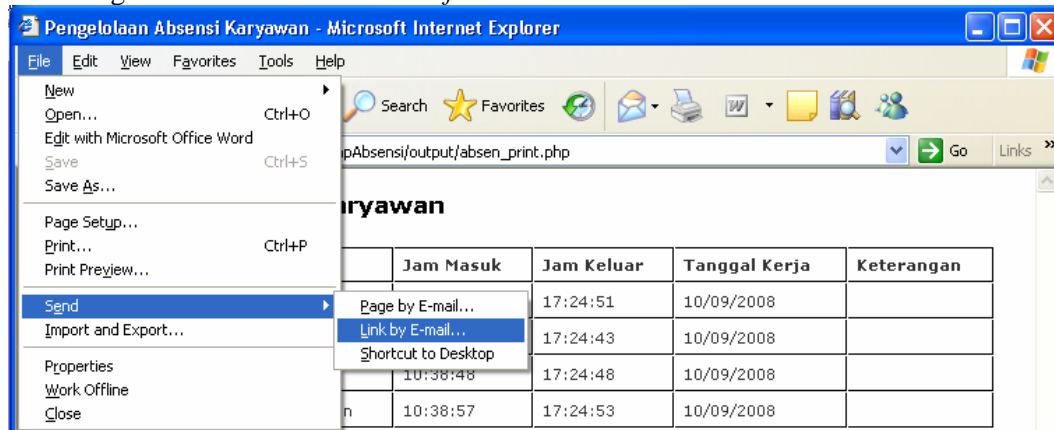 Pengelolaan Absensi Karyawan - Microsoft Internet Explorer
File Edit View Favorites Tools Help
New
Open... Ctrl+O
Edit with Microsoft Office Word
Save Ctrl+S
Save As...
Page Setup...
Print... Ctrl+P
Print Preview...
Send
Import and Export...
Properties
Work Offline
Close
Page by E-mail...
Link by E-mail...
Shortcut to Desktop
Search Favorites
pAbsensi/output/absen_print.php Go Links »
aryawan
Jam Masuk Jam Keluar Tanggal Kerja Keterangan
17:24:51 10/09/2008
17:24:43 10/09/2008
10:38:48 17:24:48 10/09/2008
n 10:38:57 17:24:53 10/09/2008